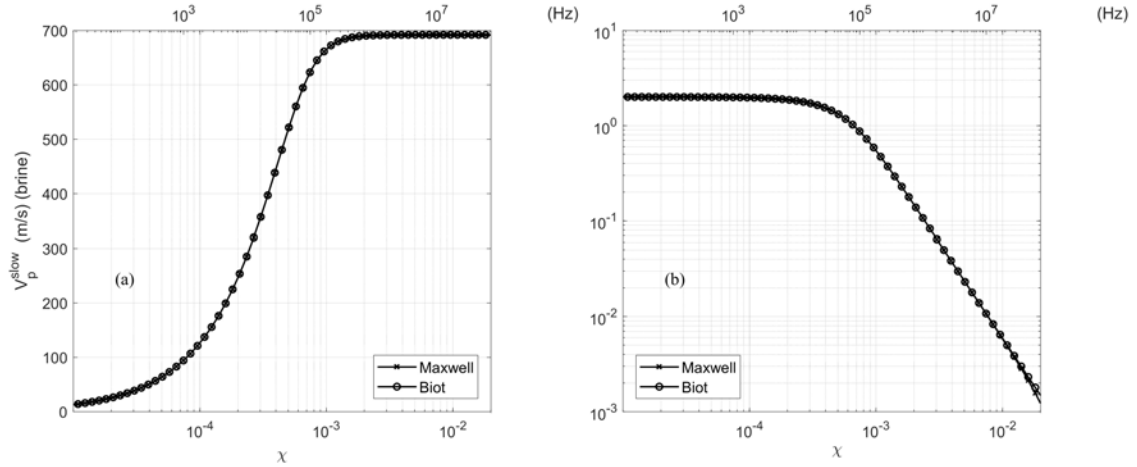 10^3 10^5 10^7 (Hz)
700
600
500
400
300
200
100
0
V_p^slow (m/s) (brine)
(a)
Maxwell
Biot
10^-4 10^-3 10^-2
χ
10^3 10^5 10^7 (Hz)
10^1
10^0
10^-1
10^-2
10^-3
(b)
Maxwell
Biot
10^-4 10^-3 10^-2
χ